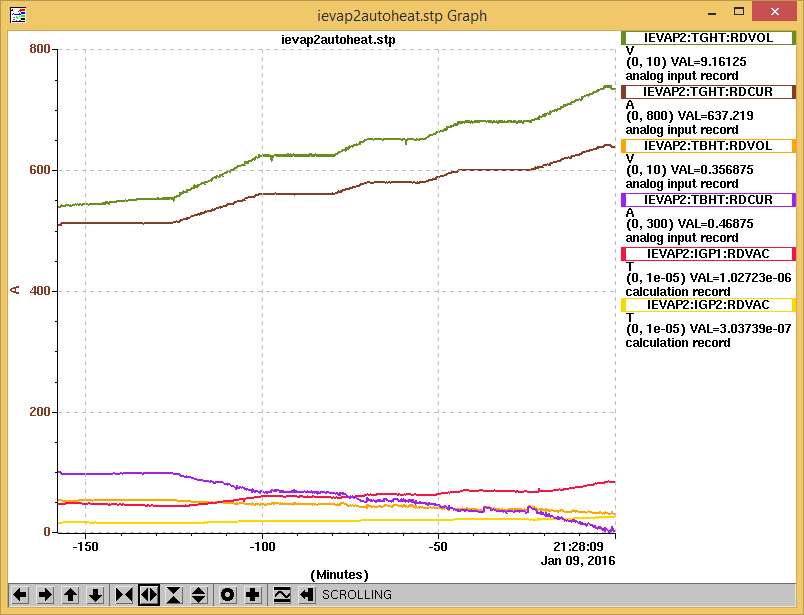 ievap2autoheat.stp Graph
ievap2autoheat.stp
800
600
400
200
0
A
-150
-100
-50
21:28:09
Jan 09, 2016
(Minutes)
IEVAP2:TGHT:RDVOL
V
(0, 10) VAL=9.16125
analog input record
IEVAP2:TGHT:RDCUR
A
(0, 800) VAL=637.219
analog input record
IEVAP2:TBHT:RDVOL
V
(0, 10) VAL=0.356875
analog input record
IEVAP2:TBHT:RDCUR
A
(0, 300) VAL=0.46875
analog input record
IEVAP2:IGP1:RDVAC
T
(0, 1e-05) VAL=1.02723e-06
calculation record
IEVAP2:IGP2:RDVAC
T
(0, 1e-05) VAL=3.03739e-07
calculation record
SCROLLING